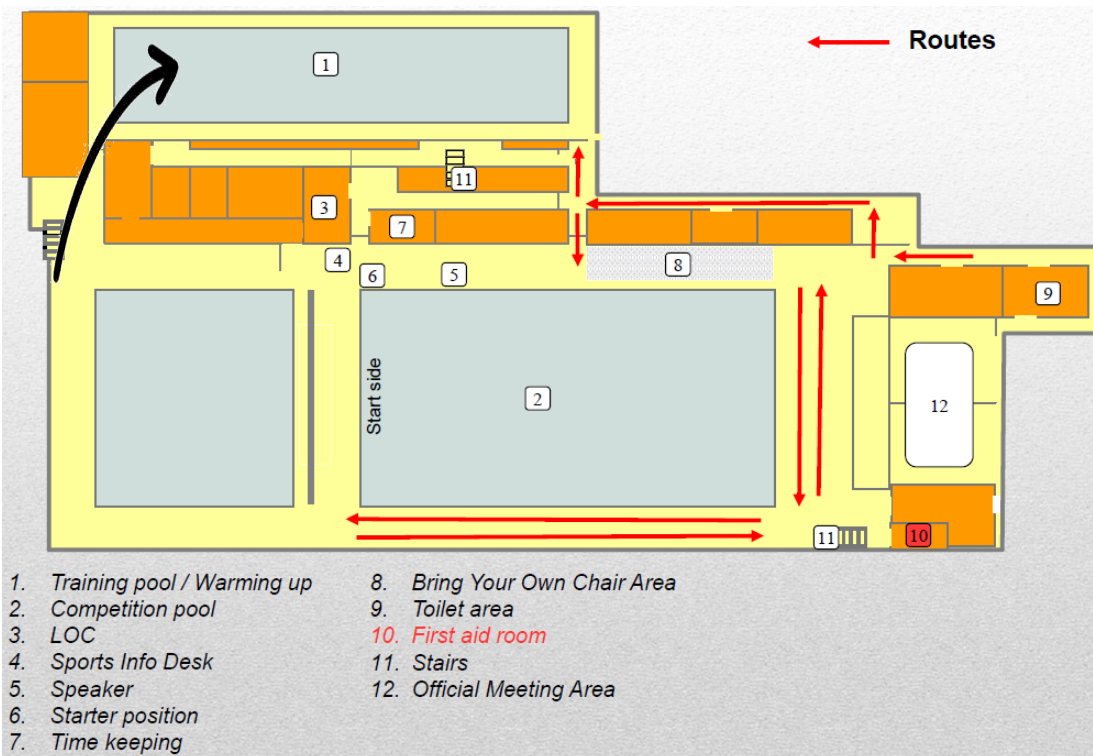 Routes
1
11
3
7
4
6
5
8
9
Start side
2
12
11
10
1. Training pool / Warming up
2. Competition pool
3. LOC
4. Sports Info Desk
5. Speaker
6. Starter position
7. Time keeping
8. Bring Your Own Chair Area
9. Toilet area
10. First aid room
11. Stairs
12. Official Meeting Area